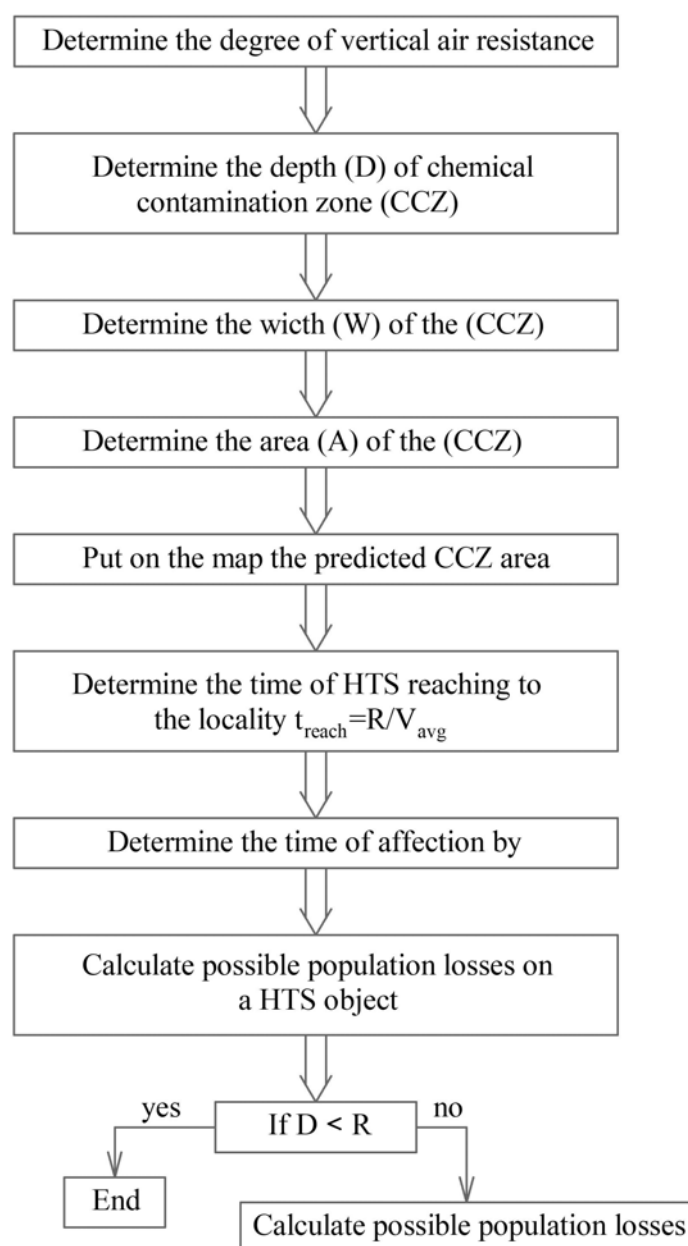 Determine the degree of vertical air resistance
Determine the depth (D) of chemical
contamination zone (CCZ)
Determine the wicth (W) of the (CCZ)
Determine the area (A) of the (CCZ)
Put on the map the predicted CCZ area
Determine the time of HTS reaching to
the locality t_reach=R/V_avg
Determine the time of affection by
Calculate possible population losses on
a HTS object
yes
If D < R
no
End
Calculate possible population losses